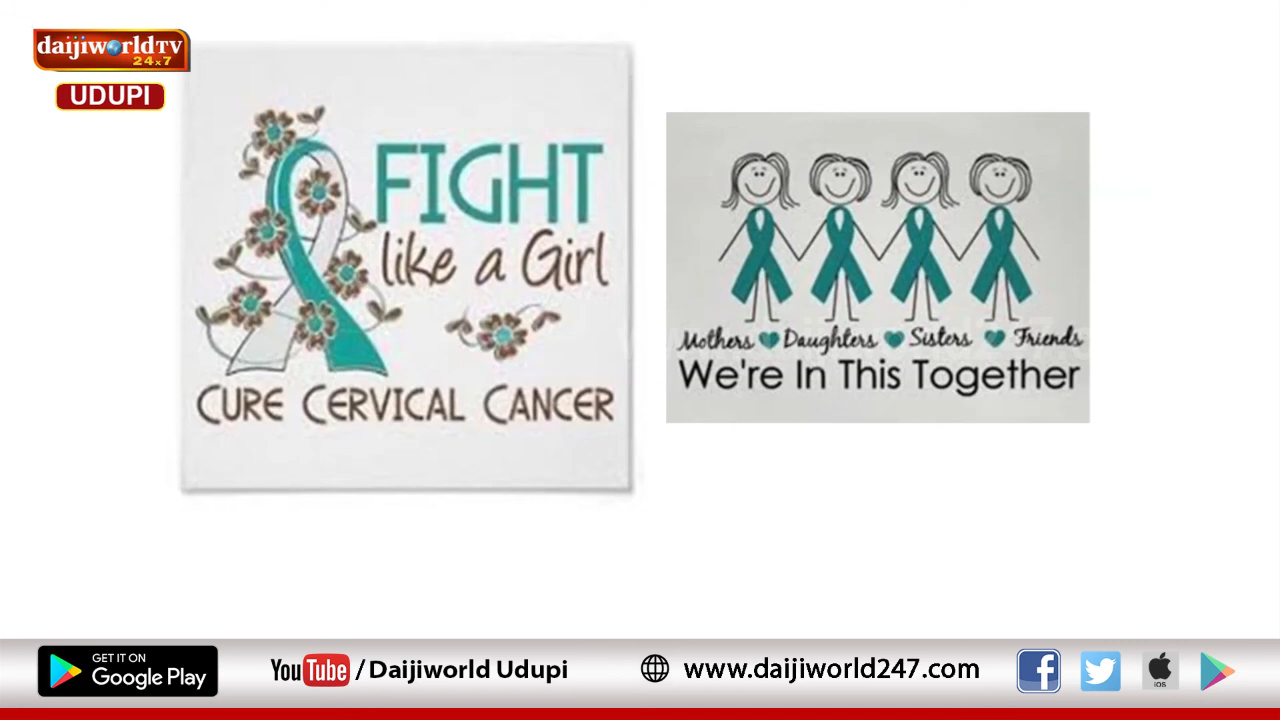 daijiworldTV
24x7
UDUPI
FIGHT
like a Girl
CURE CERVICAL CANCER
Mothers Daughters Sisters Friends
We're In This Together
GET IT ON
Google Play
YouTube / Daijiworld Udupi
www.daijiworld247.com
iOS